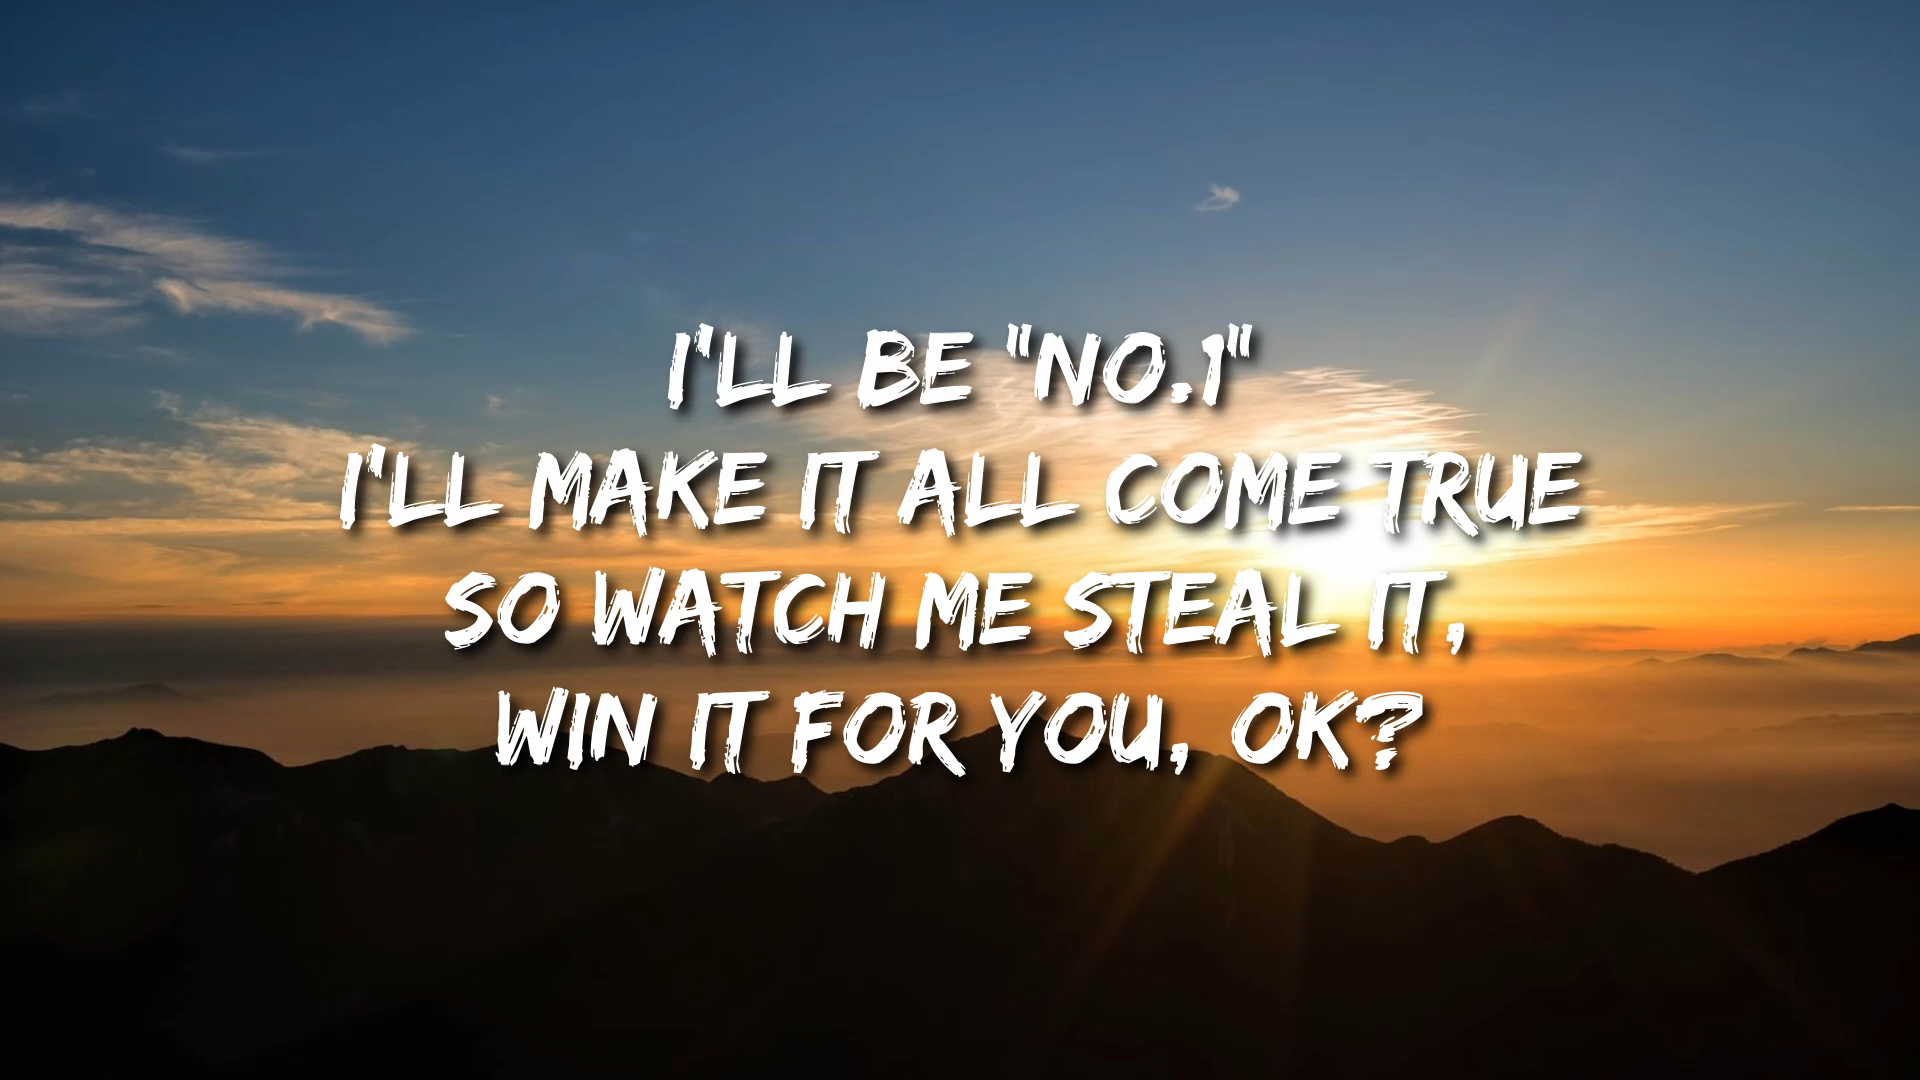 I'LL BE "NO.1"
I'LL MAKE IT ALL COME TRUE
SO WATCH ME STEAL IT,
WIN IT FOR YOU, OK?